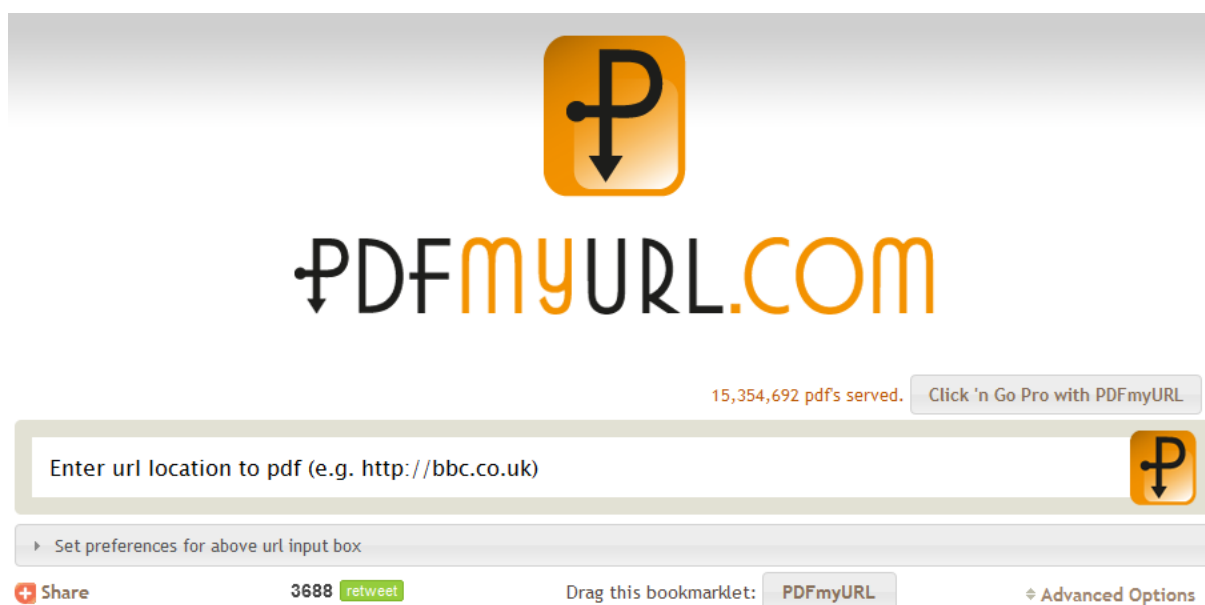 P
PDFMYURL.COM
15,354,692 pdf's served. Click 'n Go Pro with PDFmyURL
Enter url location to pdf (e.g. http://bbc.co.uk) P
Set preferences for above url input box
Share 3688 retweet Drag this bookmarklet: PDFmyURL Advanced Options